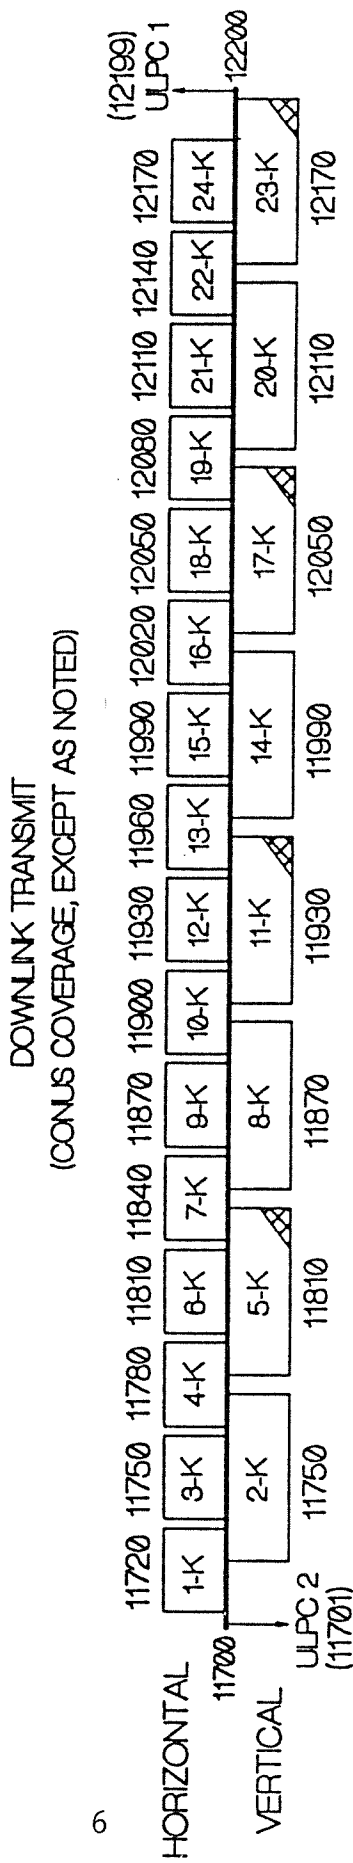 DOWNLINK TRANSMIT
(CONUS COVERAGE, EXCEPT AS NOTED)
(12199)
ULPC 1
11720 11750 11780 11810 11840 11870 11900 11930 11960 11990 12020 12050 12080 12110 12140 12170
HORIZONTAL
1-K 3-K 4-K 6-K 7-K 9-K 10-K 12-K 13-K 15-K 16-K 18-K 19-K 21-K 22-K 24-K
11700 12200
VERTICAL
2-K 5-K 8-K 11-K 14-K 17-K 20-K 23-K
11750 11810 11870 11930 11990 12050 12110 12170
ULPC 2
(11701)
6